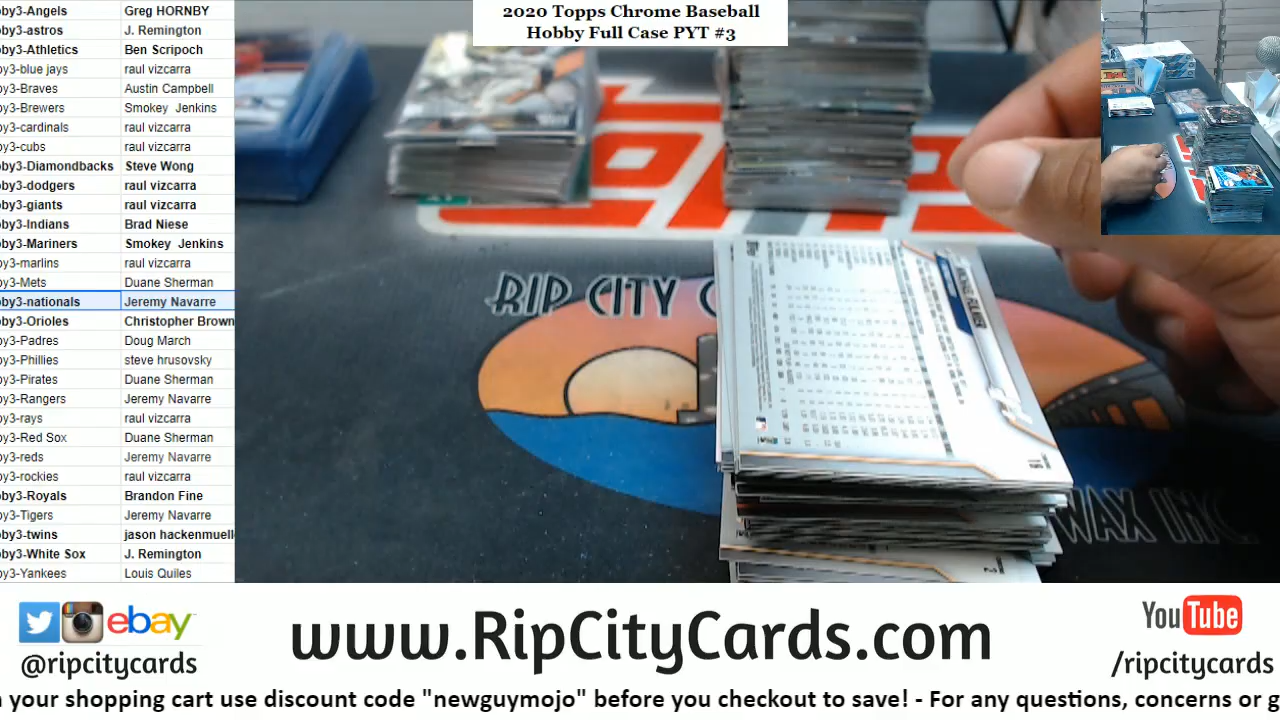 2020 Topps Chrome Baseball
Hobby Full Case PYT #3
by3-Angels Greg HORNBY
by3-astros J. Remington
by3-Athletics Ben Scripoch
by3-blue jays raul vizcarra
by3-Braves Austin Campbell
by3-Brewers Smokey Jenkins
by3-cardinals raul vizcarra
by3-cubs raul vizcarra
by3-Diamondbacks Steve Wong
by3-dodgers raul vizcarra
by3-giants raul vizcarra
by3-Indians Brad Niese
by3-Mariners Smokey Jenkins
by3-marlins raul vizcarra
by3-Mets Duane Sherman
by3-nationals Jeremy Navarre
by3-Orioles Christopher Brown
by3-Padres Doug March
by3-Phillies steve hrusovsky
by3-Pirates Duane Sherman
by3-Rangers Jeremy Navarre
by3-rays raul vizcarra
by3-Red Sox Duane Sherman
by3-reds Jeremy Navarre
by3-rockies raul vizcarra
by3-Royals Brandon Fine
by3-Tigers Jeremy Navarre
by3-twins jason hackenmuell
by3-White Sox J. Remington
by3-Yankees Louis Quiles
RIP CITY
WAX INC
ebay
@ripcitycards
www.RipCityCards.com
YouTube
/ripcitycards
n your shopping cart use discount code "newguymojo" before you checkout to save! - For any questions, concerns or g